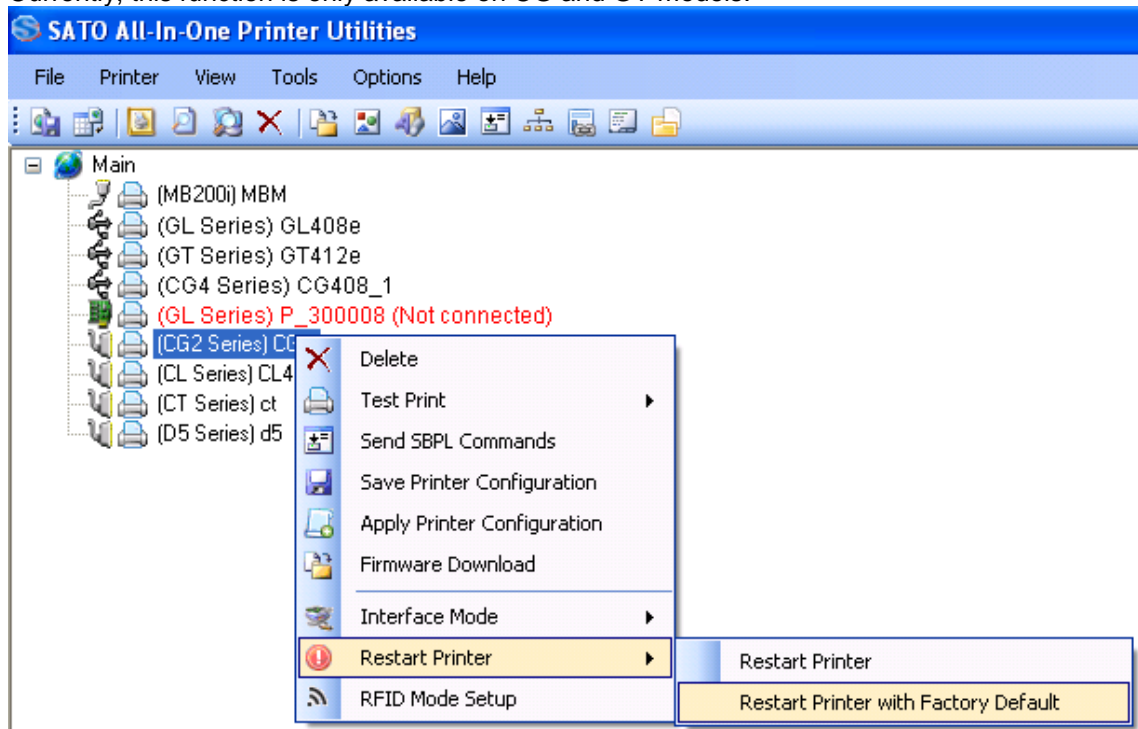 SATO All-In-One Printer Utilities
File Printer View Tools Options Help
Main
(MB200i) MBM
(GL Series) GL408e
(GT Series) GT412e
(CG4 Series) CG408_1
(GL Series) P_300008 (Not connected)
(CG2 Series) CG
(CL Series) CL4
(CT Series) ct
(D5 Series) d5
Delete
Test Print
Send SBPL Commands
Save Printer Configuration
Apply Printer Configuration
Firmware Download
Interface Mode
Restart Printer
RFID Mode Setup
Restart Printer
Restart Printer with Factory Default